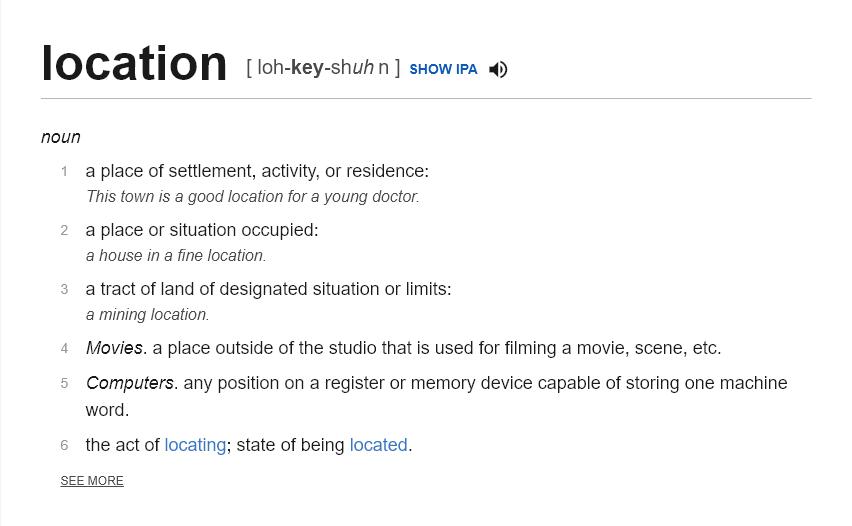 location [ loh-key-shuh n ] SHOW IPA
noun
1 a place of settlement, activity, or residence:
This town is a good location for a young doctor.
2 a place or situation occupied:
a house in a fine location.
3 a tract of land of designated situation or limits:
a mining location.
4 Movies. a place outside of the studio that is used for filming a movie, scene, etc.
5 Computers. any position on a register or memory device capable of storing one machine
word.
6 the act of locating; state of being located.
SEE MORE